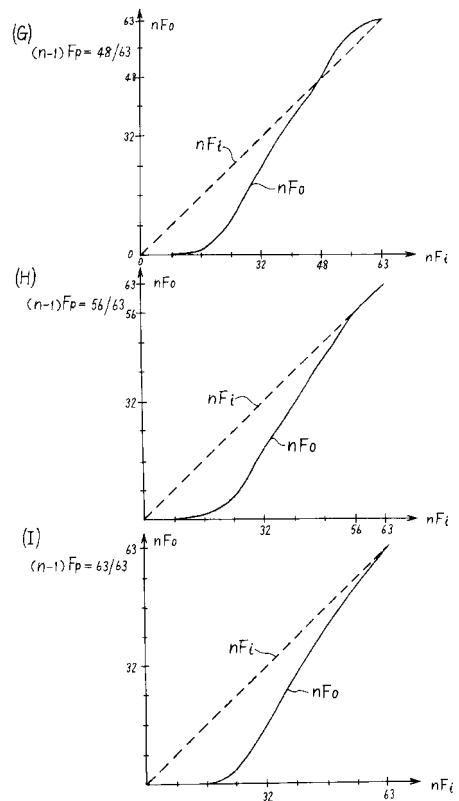 (G)
(n-1)Fp = 48/63
nFo
63
48
32
0
nFi
nFo
0
32
48
63
nFi
(H)
(n-1)Fp = 56/63
nFo
63
56
32
nFi
nFo
32
56
63
nFi
(I)
(n-1)Fp = 63/63
nFo
63
32
nFi
nFo
32
63
nFi